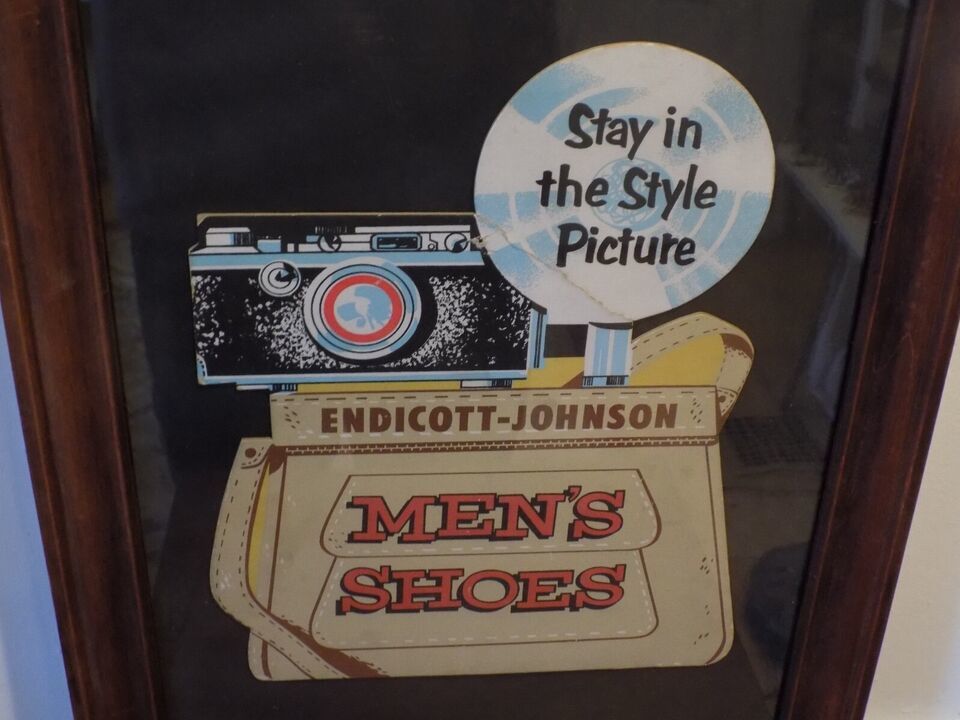 Stay in
the Style
Picture
ENDICOTT-JOHNSON
MEN'S
SHOES